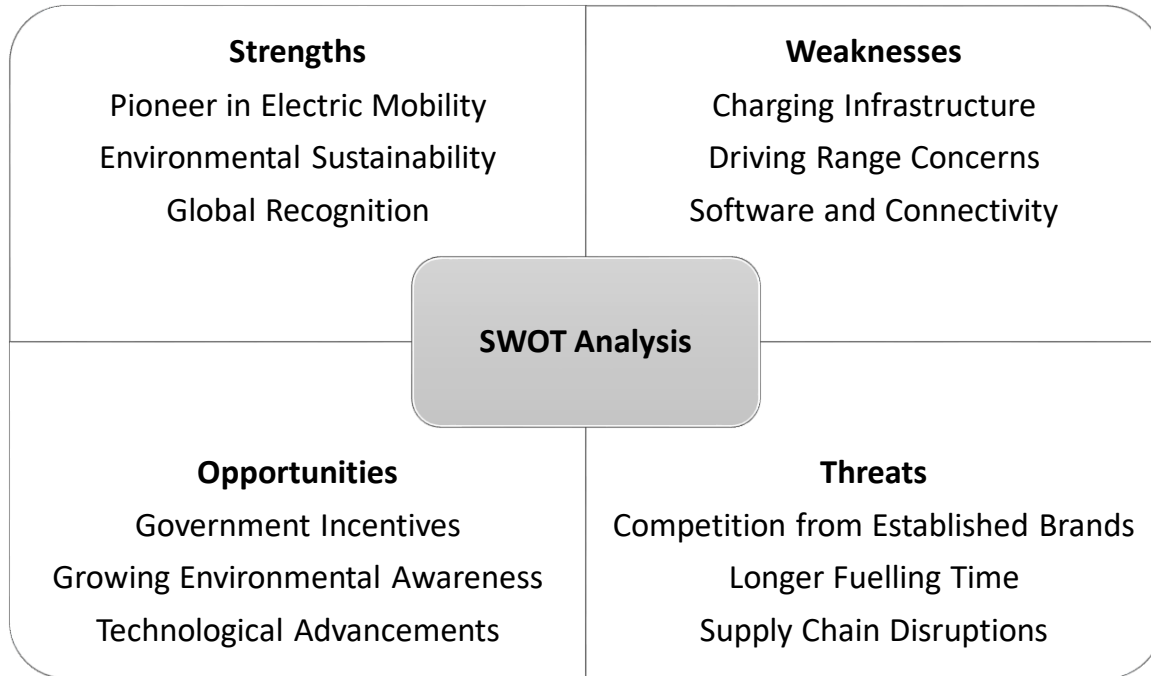 Strengths
Pioneer in Electric Mobility
Environmental Sustainability
Global Recognition
Weaknesses
Charging Infrastructure
Driving Range Concerns
Software and Connectivity
SWOT Analysis
Opportunities
Government Incentives
Growing Environmental Awareness
Technological Advancements
Threats
Competition from Established Brands
Longer Fuelling Time
Supply Chain Disruptions